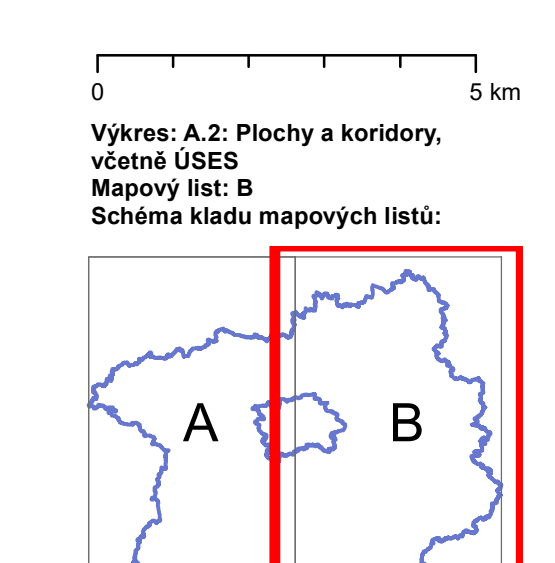 0 5 km
Výkres: A.2: Plochy a koridory,
včetně ÚSES
Mapový list: B
Schéma kladu mapových listů:
A B